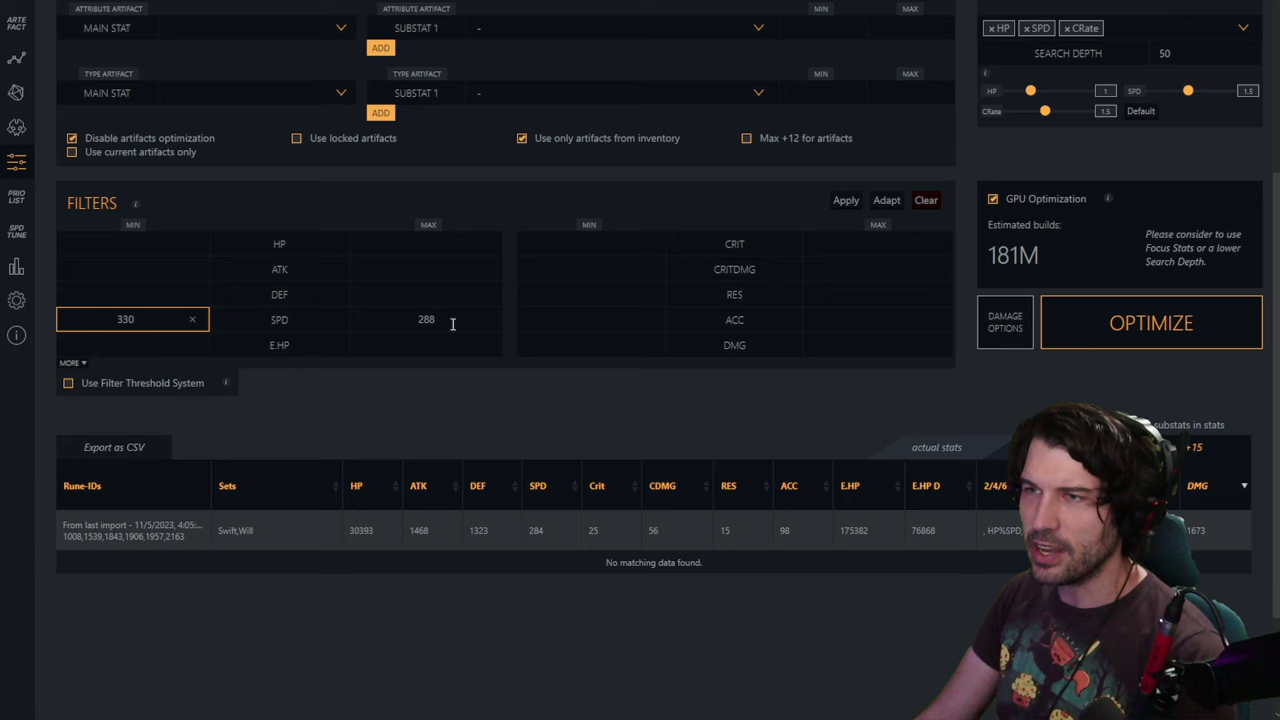 ARTE
FACT
PRIO
LIST
SPD
TUNE
ATTRIBUTE ARTIFACT ATTRIBUTE ARTIFACT MIN MAX
MAIN STAT SUBSTAT 1 -
ADD
TYPE ARTIFACT TYPE ARTIFACT MIN MAX
MAIN STAT SUBSTAT 1 -
ADD
Disable artifacts optimization Use locked artifacts Use only artifacts from inventory Max +12 for artifacts
Use current artifacts only
× HP × SPD × CRate
SEARCH DEPTH 50
HP 1 SPD 1.5
CRate 1.5 Default
FILTERS Apply Adapt Clear
MIN MAX MIN MAX
HP CRIT
ATK CRITDMG
DEF RES
330 × SPD 288 ACC
E.HP DMG
MORE
Use Filter Threshold System
GPU Optimization
Estimated builds:
181M
Please consider to use
Focus Stats or a lower
Search Depth.
DAMAGE
OPTIONS
OPTIMIZE
substats in stats
Export as CSV actual stats +15
Rune-IDs Sets HP ATK DEF SPD Crit CDMG RES ACC E.HP E.HP D 2/4/6 DMG
From last import - 11/5/2023, 4:05:...
1008,1539,1843,1906,1957,2163
Swift,Will 30393 1468 1323 284 25 56 15 98 175382 76868 , HP%SPD, 1673
No matching data found.